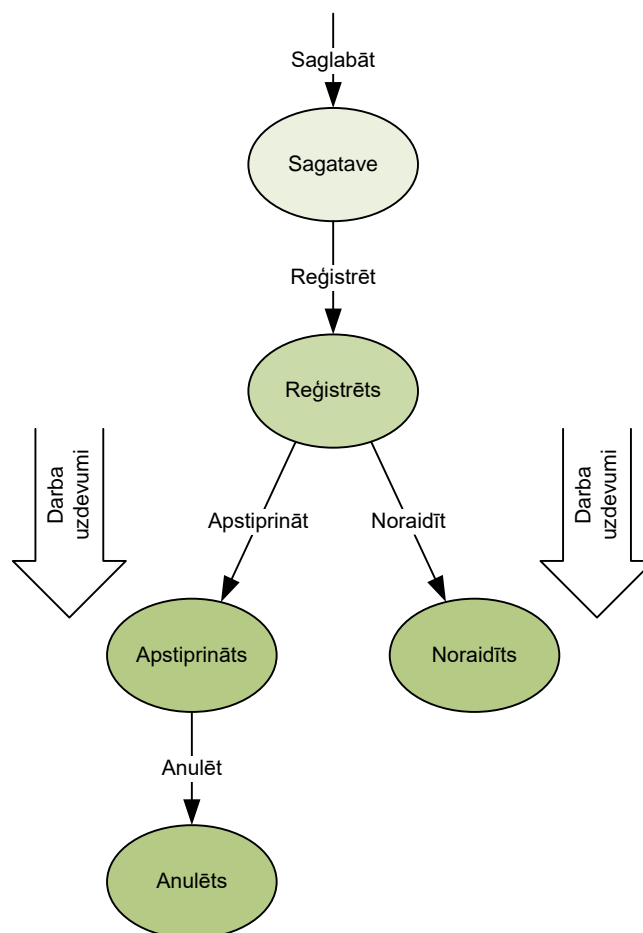 Saglabāt
Sagatave
Reģistrēt
Reģistrēts
Darba
uzdevumi
Darba
uzdevumi
Apstiprināt
Noraidīt
Apstiprināts
Noraidīts
Anulēt
Anulēts